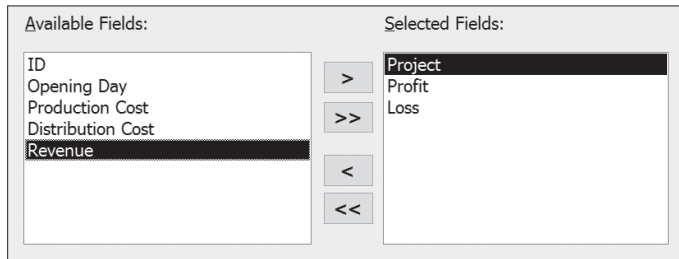 Available Fields:
ID
Opening Day
Production Cost
Distribution Cost
Revenue
>
>>
<
<<
Selected Fields:
Project
Profit
Loss